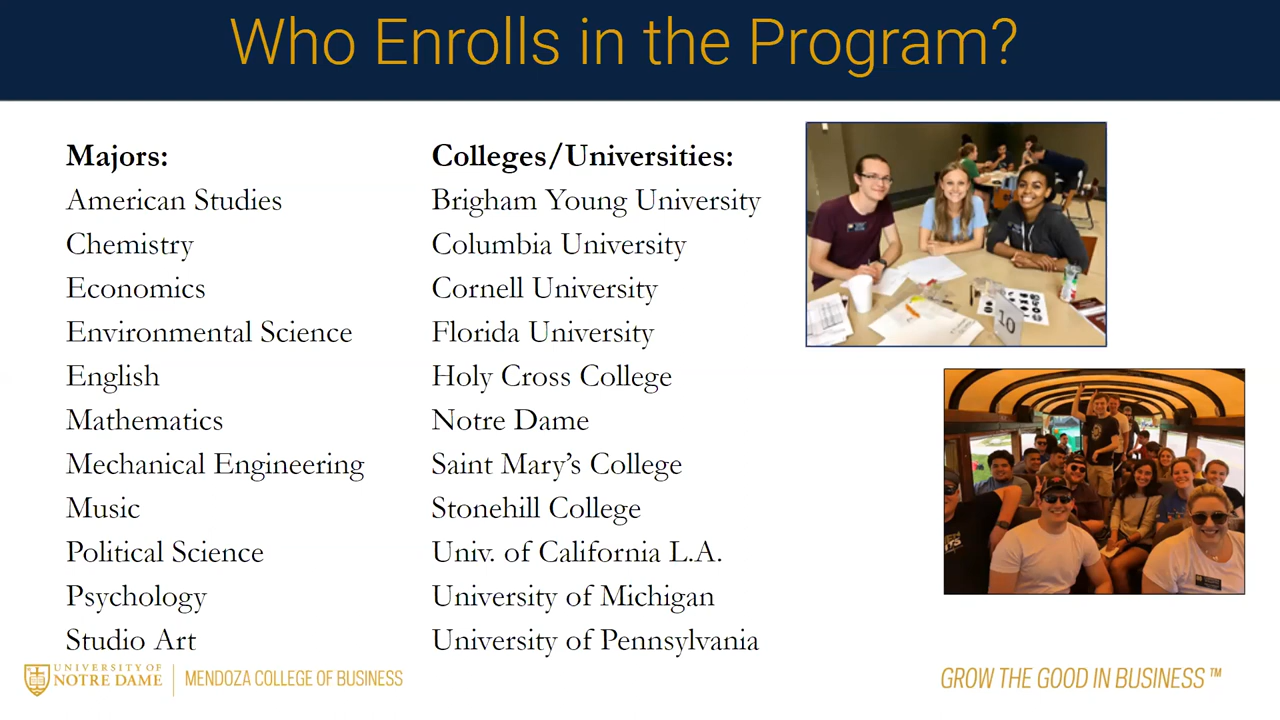 Who Enrolls in the Program?
Majors:
American Studies
Chemistry
Economics
Environmental Science
English
Mathematics
Mechanical Engineering
Music
Political Science
Psychology
Studio Art
Colleges/Universities:
Brigham Young University
Columbia University
Cornell University
Florida University
Holy Cross College
Notre Dame
Saint Mary’s College
Stonehill College
Univ. of California L.A.
University of Michigan
University of Pennsylvania
10
UNIVERSITY OF
NOTRE DAME
MENDOZA COLLEGE OF BUSINESS
GROW THE GOOD IN BUSINESS™